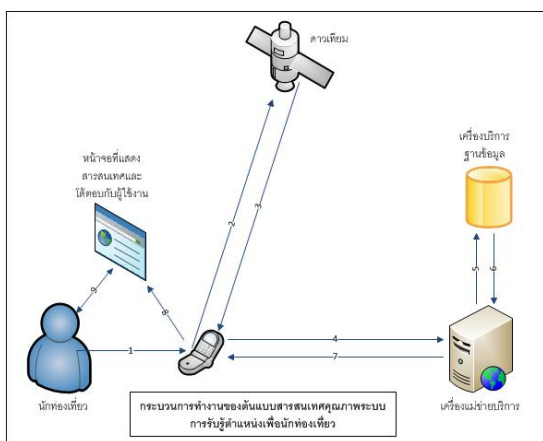 ดาวเทียม
เครื่องบริการ
ฐานข้อมูล
หน้าจอที่แสดง
สารสนเทศและ
โต้ตอบกับผู้ใช้งาน
2
3
5
6
9
8
1
4
7
นักท่องเที่ยว
เครื่องแม่ข่ายบริการ
กระบวนการทำงานของต้นแบบสารสนเทศคุณภาพระบบ
การรับรู้ตำแหน่งเพื่อนักท่องเที่ยว